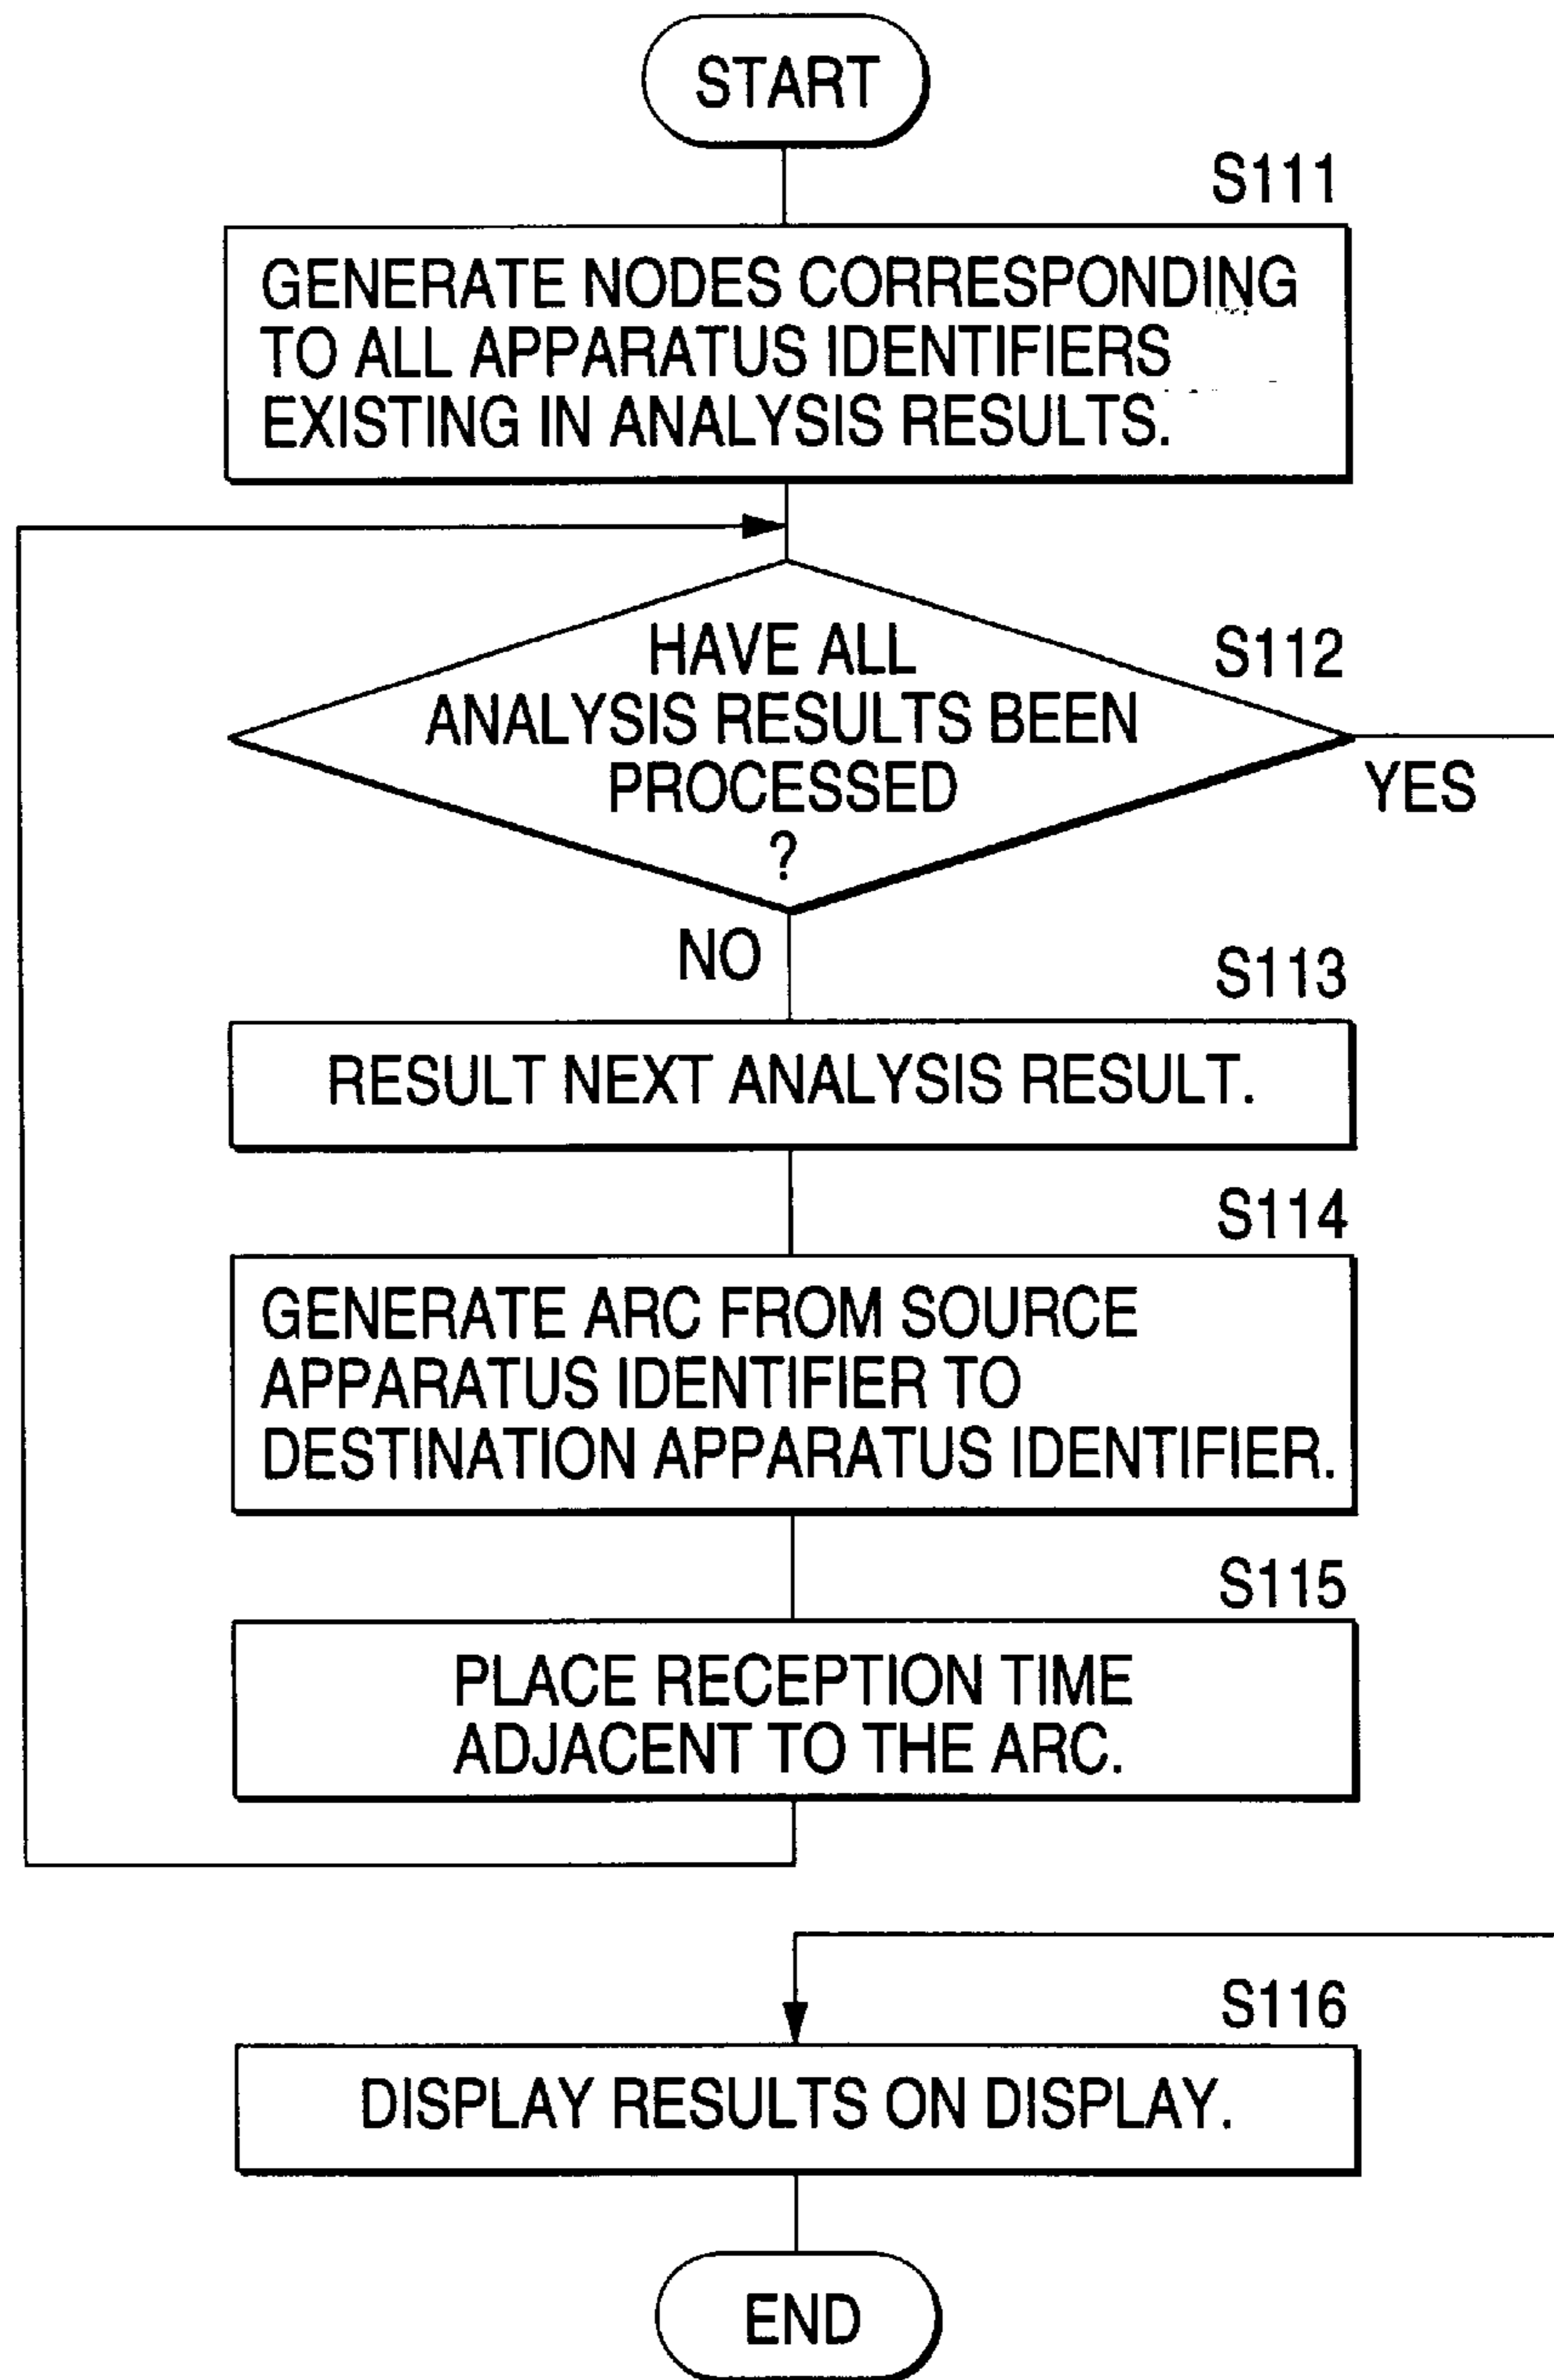 START
S111
GENERATE NODES CORRESPONDING
TO ALL APPARATUS IDENTIFIERS
EXISTING IN ANALYSIS RESULTS.
S112
HAVE ALL
ANALYSIS RESULTS BEEN
PROCESSED
?
YES
NO
S113
RESULT NEXT ANALYSIS RESULT.
S114
GENERATE ARC FROM SOURCE
APPARATUS IDENTIFIER TO
DESTINATION APPARATUS IDENTIFIER.
S115
PLACE RECEPTION TIME
ADJACENT TO THE ARC.
S116
DISPLAY RESULTS ON DISPLAY.
END